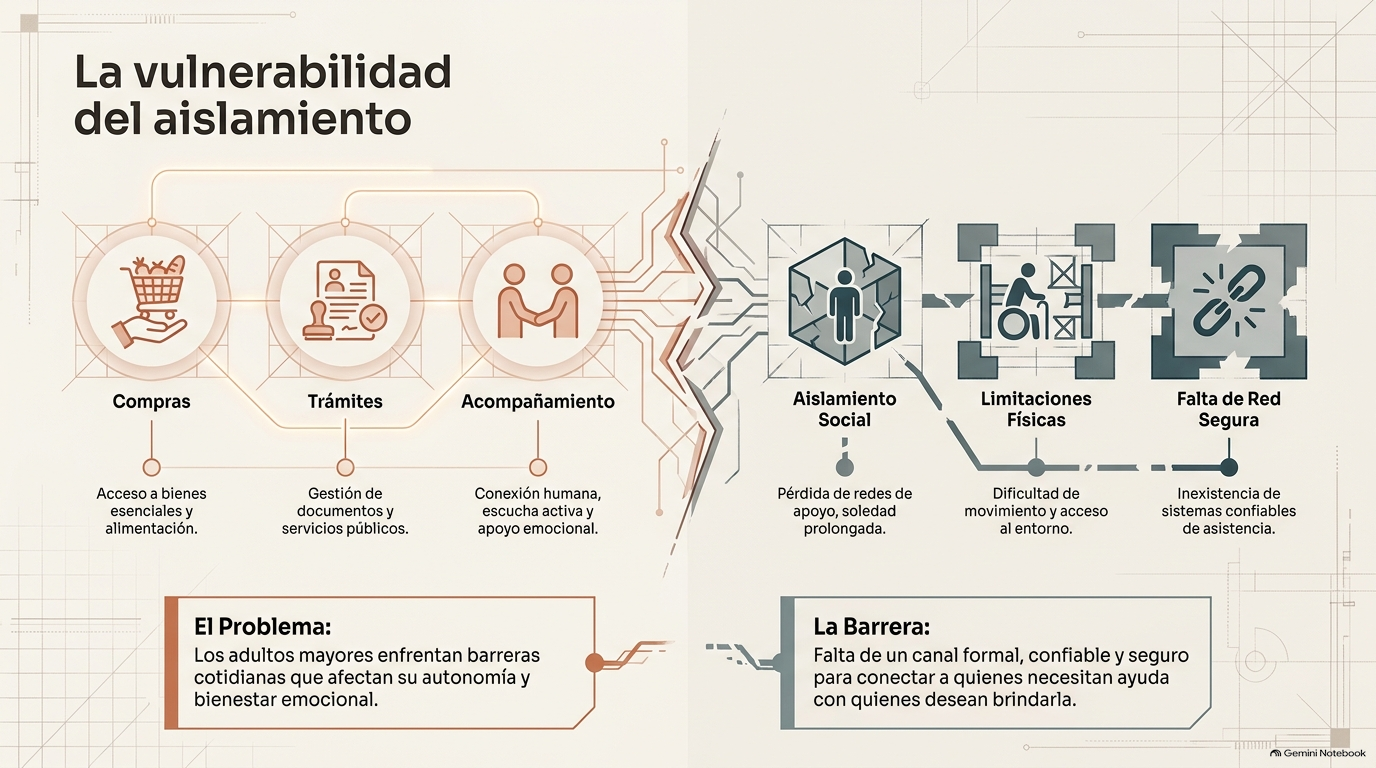 La vulnerabilidad
del aislamiento
Compras
Acceso a bienes
esenciales y
alimentación.
Trámites
Gestión de
documentos y
servicios públicos.
Acompañamiento
Conexión humana,
escucha activa y
apoyo emocional.
Aislamiento
Social
Pérdida de redes de
apoyo, soledad
prolongada.
Limitaciones
Físicas
Dificultad de
movimiento y acceso
al entorno.
Falta de Red
Segura
Inexistencia de
sistemas confiables
de asistencia.
El Problema:
Los adultos mayores enfrentan barreras
cotidianas que afectan su autonomía y
bienestar emocional.
La Barrera:
Falta de un canal formal, confiable y seguro
para conectar a quienes necesitan ayuda
con quienes desean brindarla.
Gemini Notebook